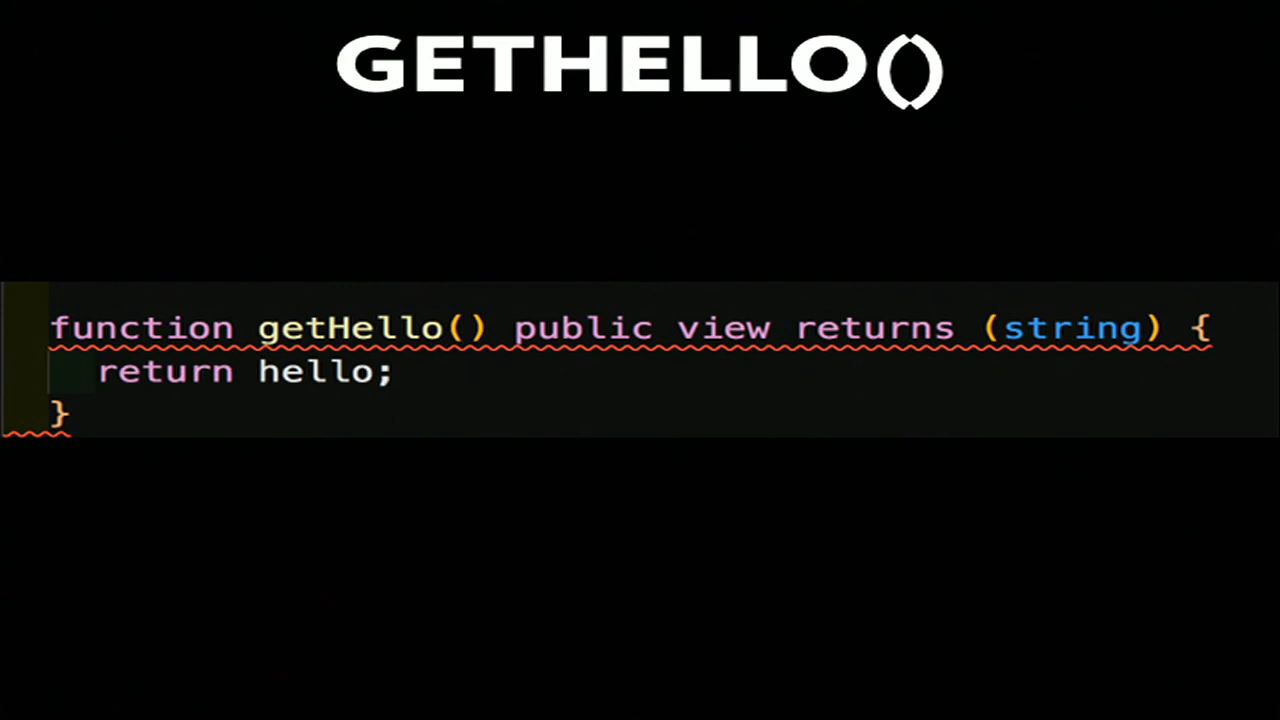 GETHELLO()
function getHello() public view returns (string) {
return hello;
}